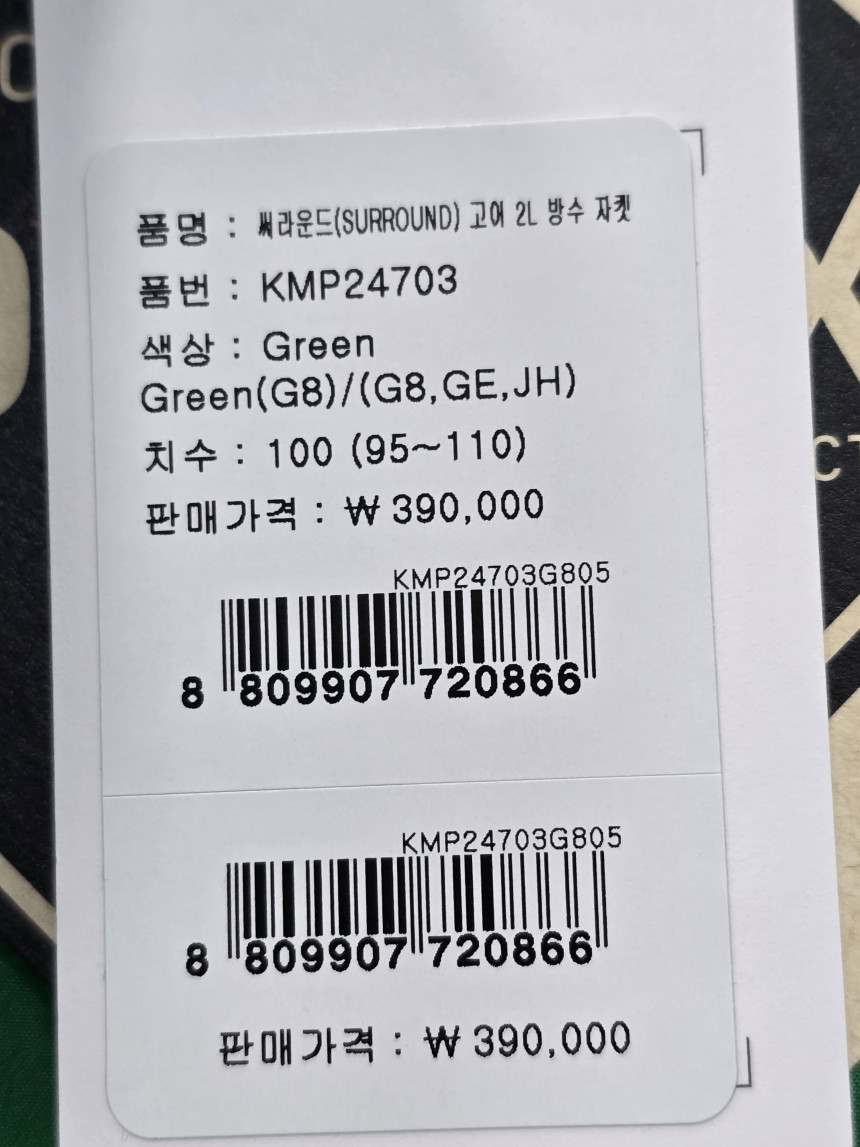 품명 : 써라운드(SURROUND) 고어 2L 방수 자켓
품번 : KMP24703
색상 : Green
Green(G8)/(G8,GE,JH)
치수 : 100 (95~110)
판매가격 : ₩ 390,000
KMP24703G805
8 809907 720866
KMP24703G805
8 809907 720866
판매가격 : ₩ 390,000